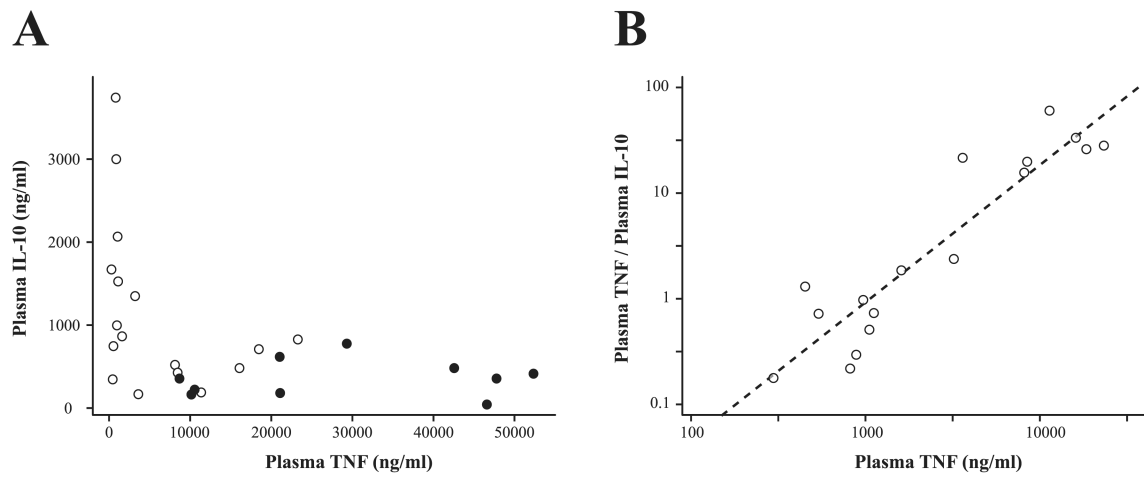 A
Plasma IL-10 (ng/ml)
3000
2000
1000
0
0 10000 20000 30000 40000 50000
Plasma TNF (ng/ml)
B
Plasma TNF / Plasma IL-10
100
10
1
0.1
100 1000 10000
Plasma TNF (ng/ml)